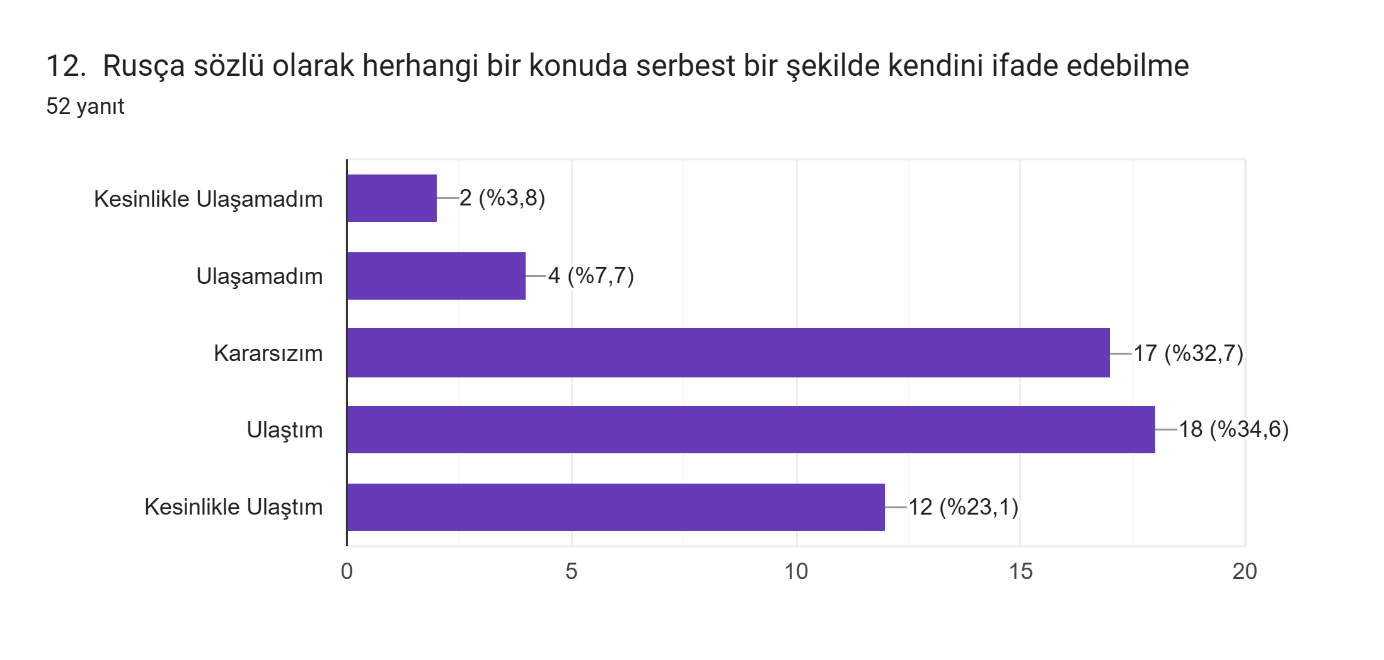 12. Rusça sözlü olarak herhangi bir konuda serbest bir şekilde kendini ifade edebilme
52 yanıt
Kesinlikle Ulaşamadım
2 (%3,8)
Ulaşamadım
4 (%7,7)
Kararsızım
17 (%32,7)
Ulaştım
18 (%34,6)
Kesinlikle Ulaştım
12 (%23,1)
0 5 10 15 20